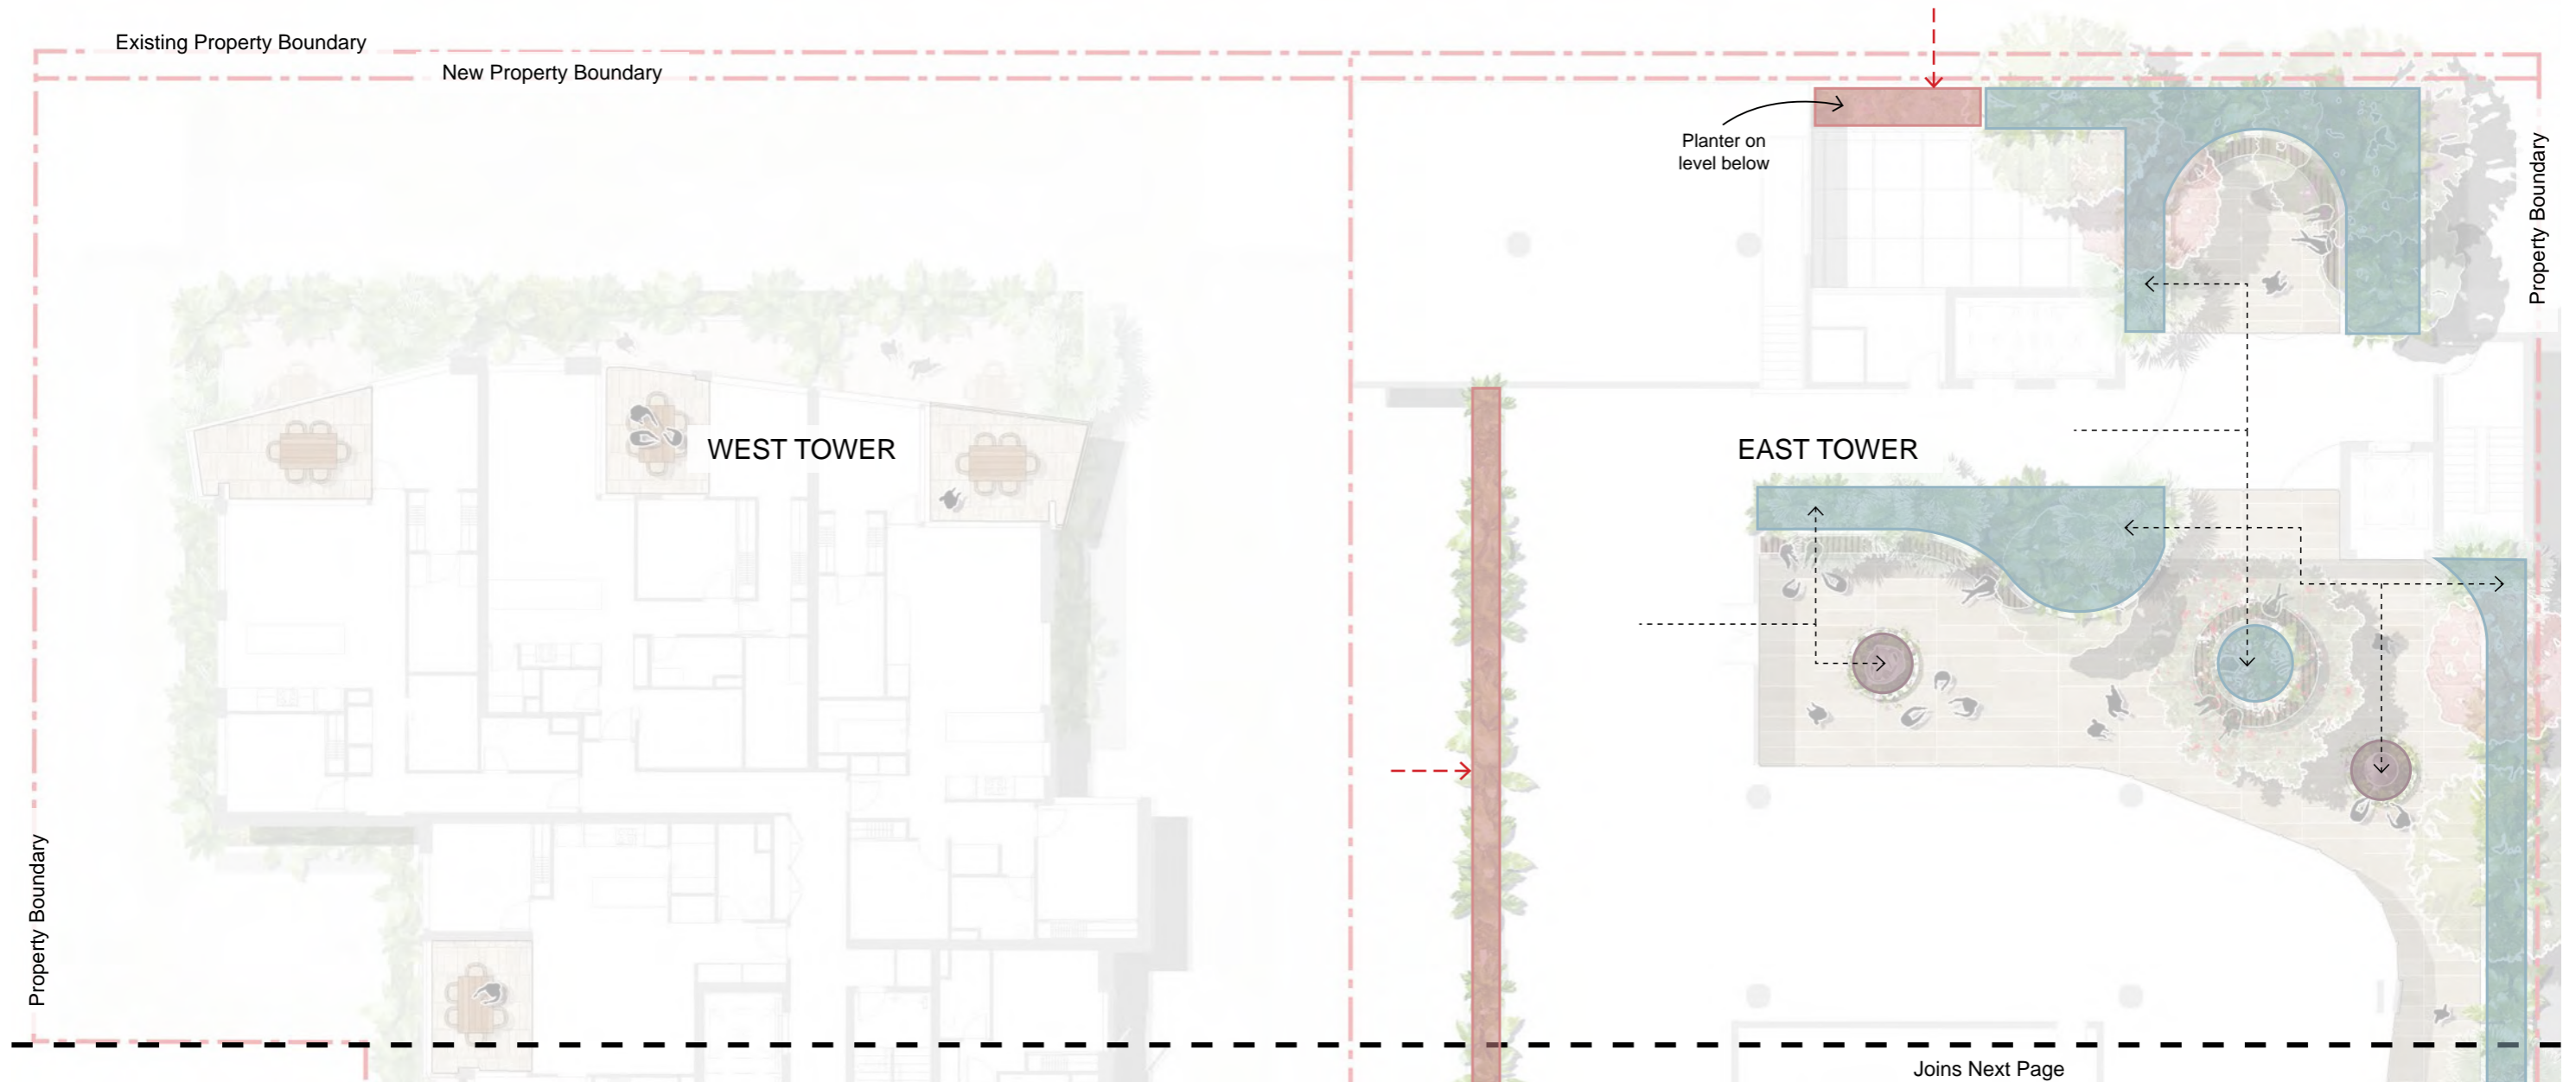 Existing Property Boundary
New Property Boundary
Planter on
level below
Property Boundary
WEST TOWER
EAST TOWER
Property Boundary
Joins Next Page